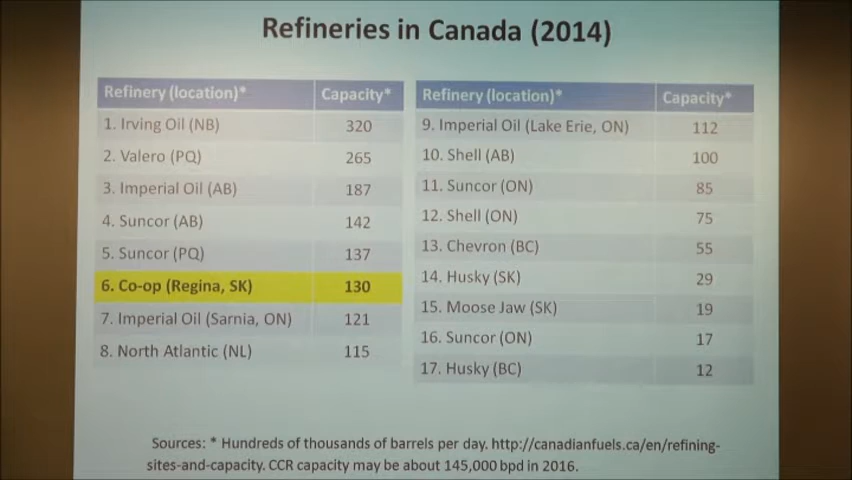 Refineries in Canada (2014)
Refinery (location)* Capacity*
1. Irving Oil (NB) 320
2. Valero (PQ) 265
3. Imperial Oil (AB) 187
4. Suncor (AB) 142
5. Suncor (PQ) 137
6. Co-op (Regina, SK) 130
7. Imperial Oil (Sarnia, ON) 121
8. North Atlantic (NL) 115
Refinery (location)* Capacity*
9. Imperial Oil (Lake Erie, ON) 112
10. Shell (AB) 100
11. Suncor (ON) 85
12. Shell (ON) 75
13. Chevron (BC) 55
14. Husky (SK) 29
15. Moose Jaw (SK) 19
16. Suncor (ON) 17
17. Husky (BC) 12
Sources: * Hundreds of thousands of barrels per day. http://canadianfuels.ca/en/refining-
sites-and-capacity. CCR capacity may be about 145,000 bpd in 2016.